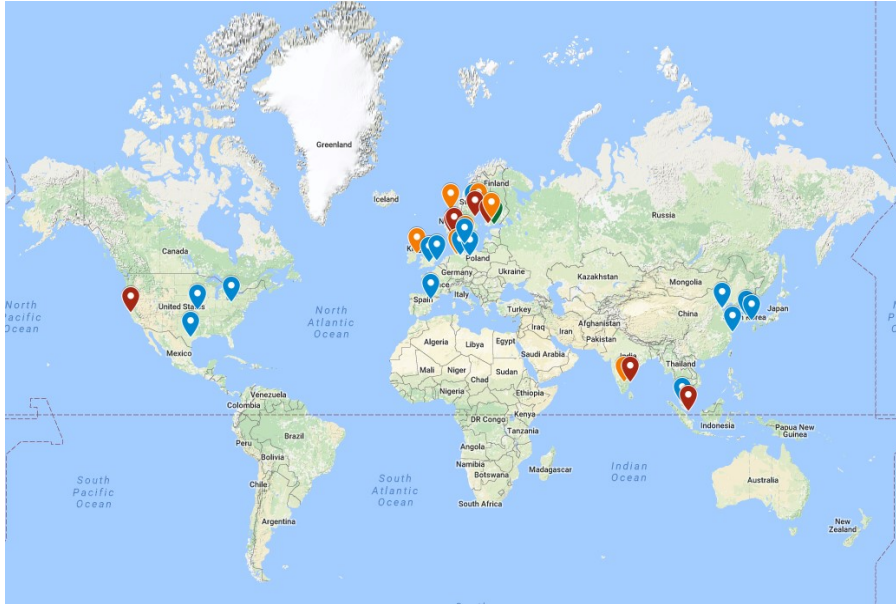 Greenland
Iceland
Finland
Russia
Canada
Poland
Germany
Ukraine
Kazakhstan
Mongolia
Spain
Italy
Turkey
North
Atlantic
Ocean
United States
China
Japan
Afghanistan
Iraq
Iran
Pakistan
Mexico
Algeria
Libya
Egypt
Saudi Arabia
India
Thailand
Mali
Niger
Chad
Sudan
Nigeria
Ethiopia
Venezuela
Colombia
Kenya
DR Congo
Tanzania
Indonesia
Papua New
Guinea
Peru
Brazil
Bolivia
Angola
Namibia
Botswana
Madagascar
Indian
Ocean
South
Pacific
Ocean
South
Atlantic
Ocean
Chile
Argentina
South Africa
Australia
New
Zealand
North
Pacific
Ocean